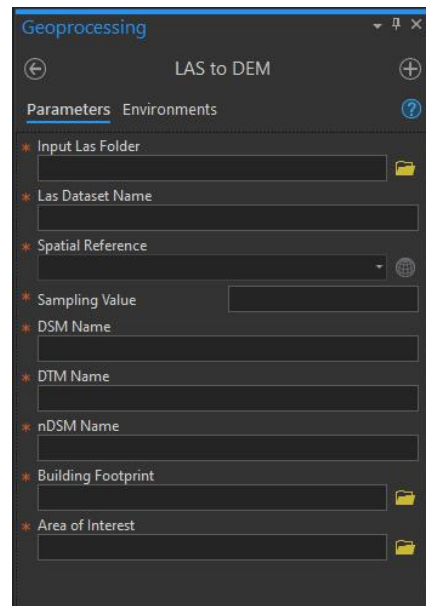 Geoprocessing
LAS to DEM
Parameters Environments
* Input Las Folder
* Las Dataset Name
* Spatial Reference
* Sampling Value
* DSM Name
* DTM Name
* nDSM Name
* Building Footprint
* Area of Interest